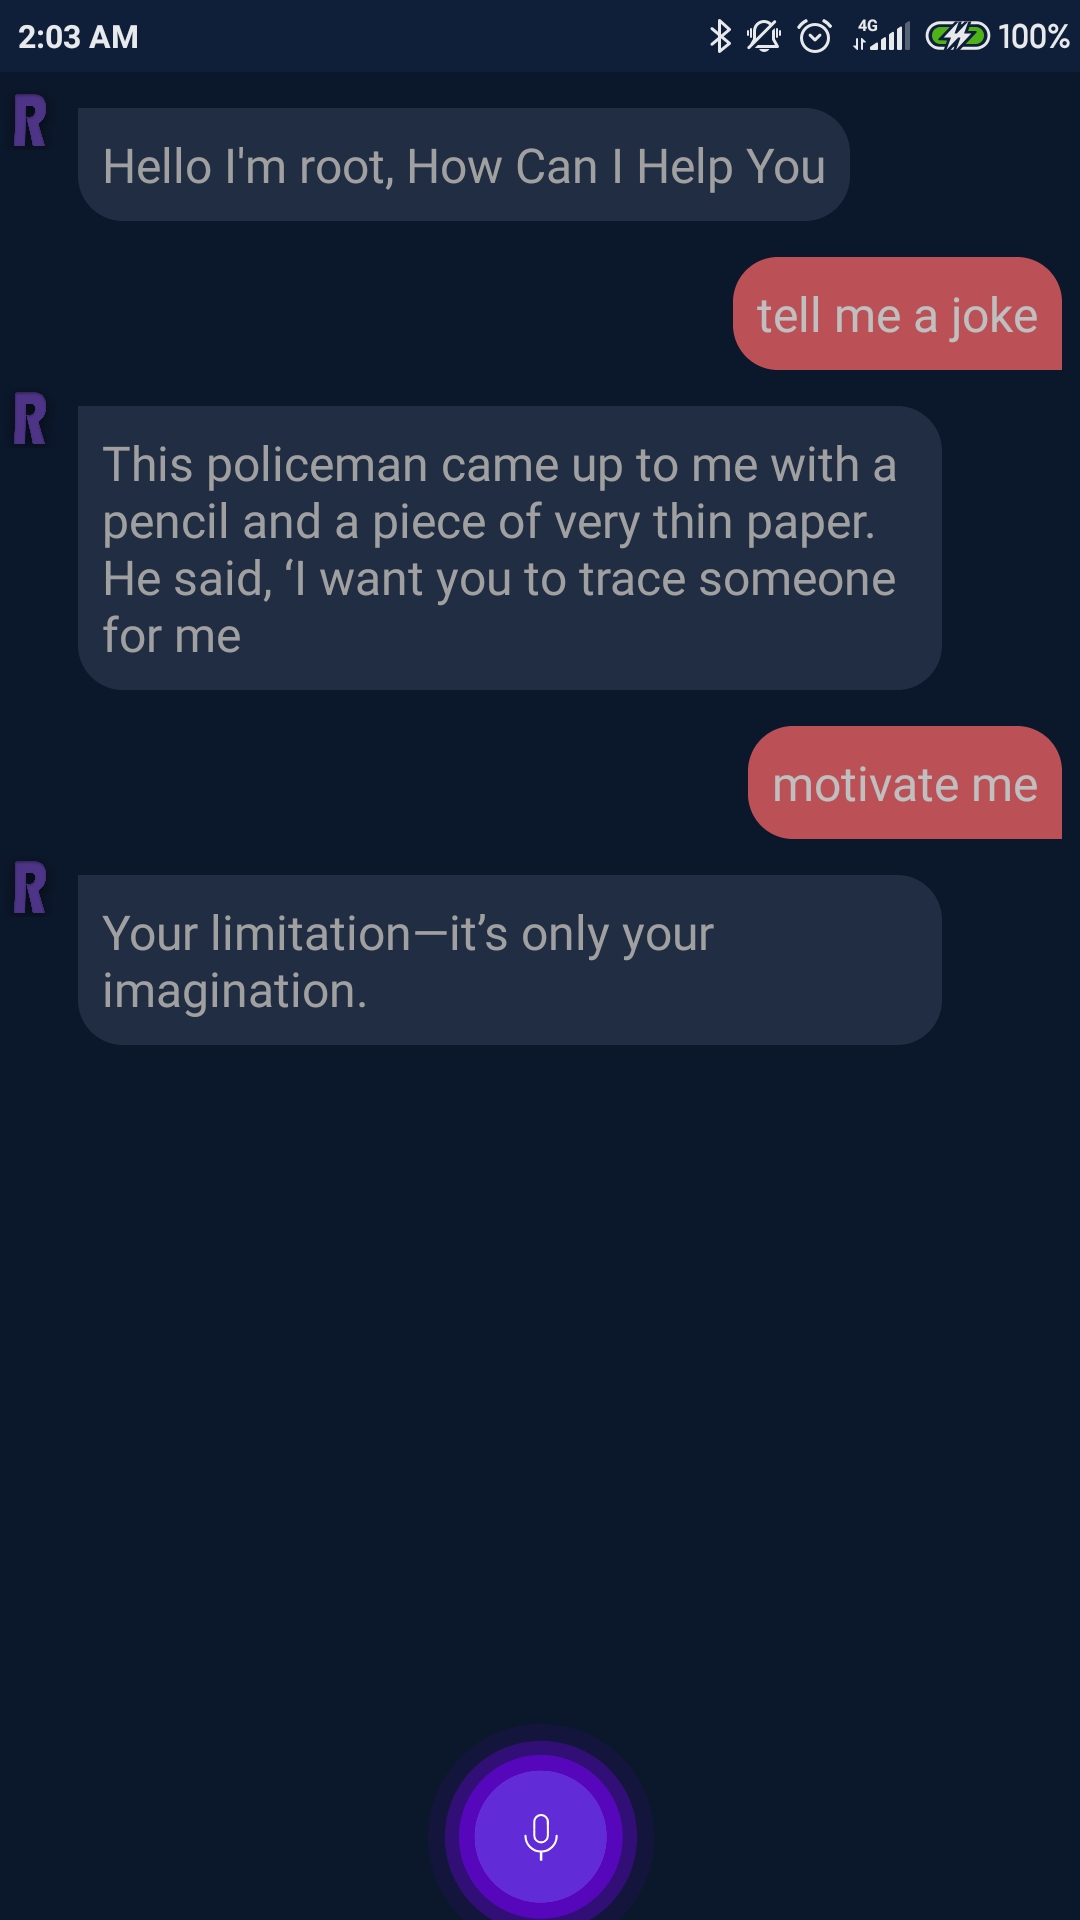 2:03 AM 4G 100%
R
Hello I'm root, How Can I Help You
tell me a joke
R
This policeman came up to me with a
pencil and a piece of very thin paper.
He said, ‘I want you to trace someone
for me
motivate me
R
Your limitation—it’s only your
imagination.